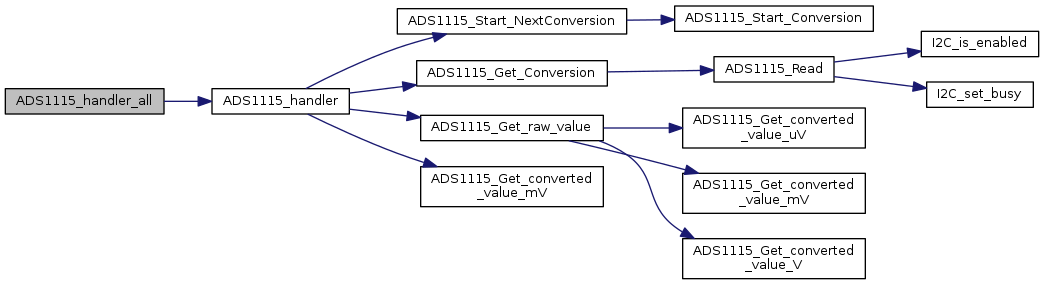 ADS1115_handler_all
ADS1115_handler
ADS1115_Start_NextConversion
ADS1115_Start_Conversion
ADS1115_Get_Conversion
ADS1115_Read
I2C_is_enabled
I2C_set_busy
ADS1115_Get_raw_value
ADS1115_Get_converted
_value_uV
ADS1115_Get_converted
_value_mV
ADS1115_Get_converted
_value_V
ADS1115_Get_converted
_value_mV